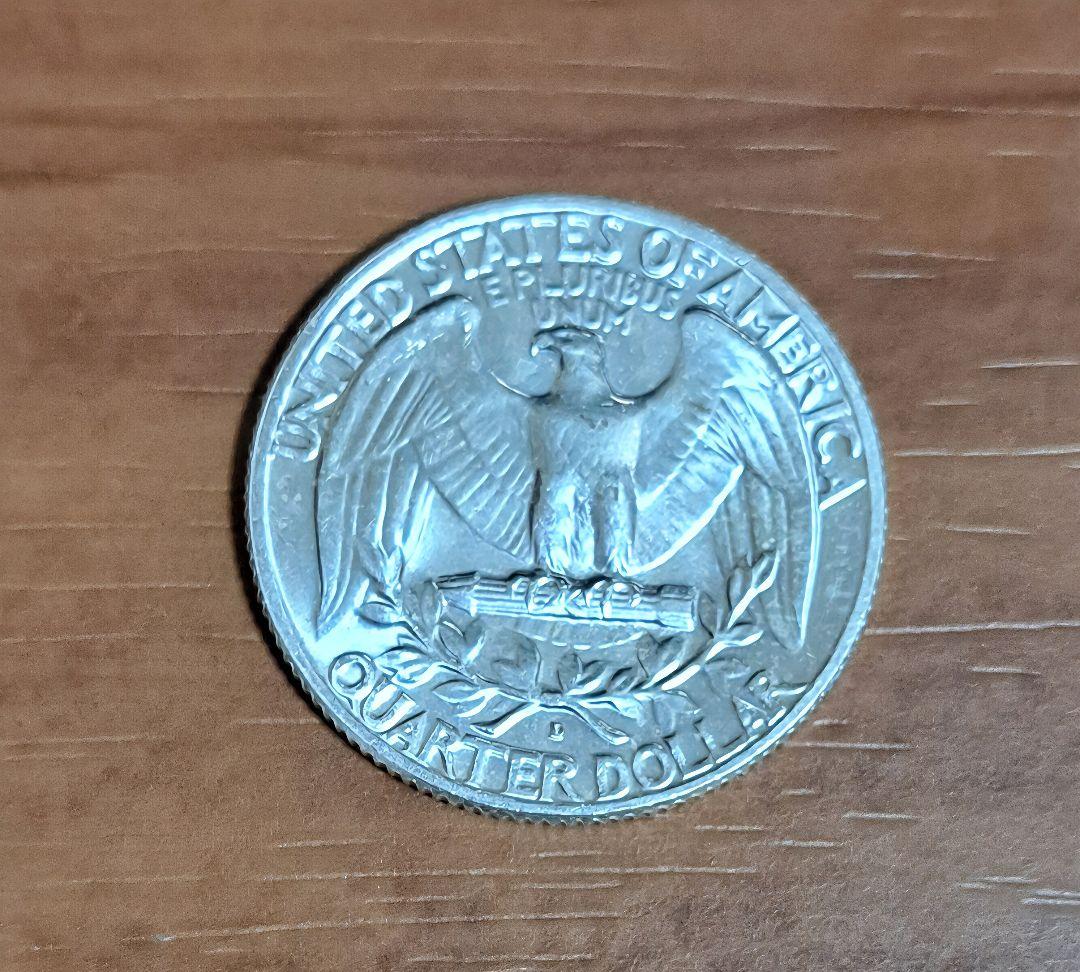 UNITED STATES OF AMERICA
E PLURIBUS
UNUM
D
QUARTER DOLLAR